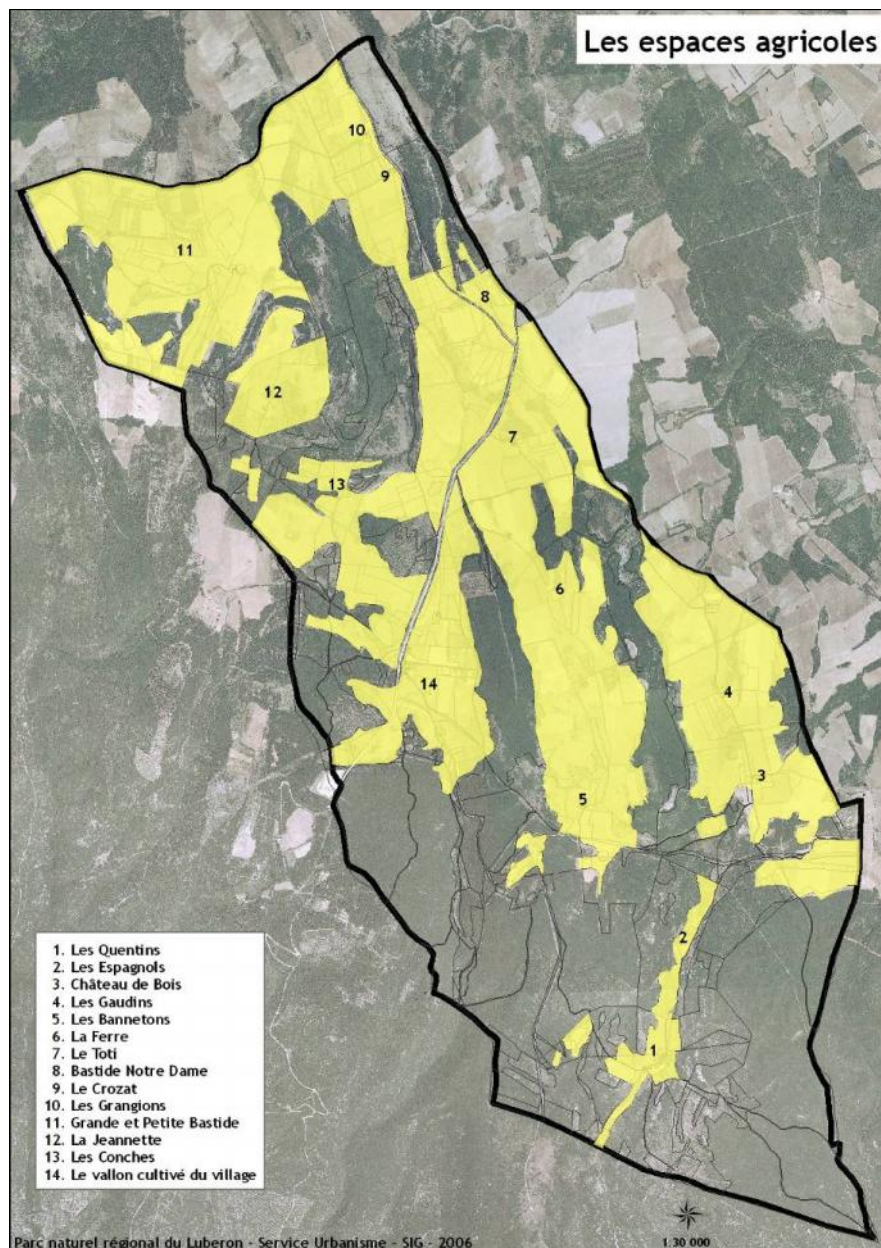 Les espaces agricoles
10
9
11
8
12
7
13
6
14
4
3
5
2
1
1. Les Quentins
2. Les Espagnols
3. Château de Bois
4. Les Gaudins
5. Les Bannetons
6. La Ferre
7. Le Toti
8. Bastide Notre Dame
9. Le Crozat
10. Les Grangions
11. Grande et Petite Bastide
12. La Jeannette
13. Les Conches
14. Le vallon cultivé du village
Parc naturel régional du Luberon - Service Urbanisme - SIG - 2006
1:30 000